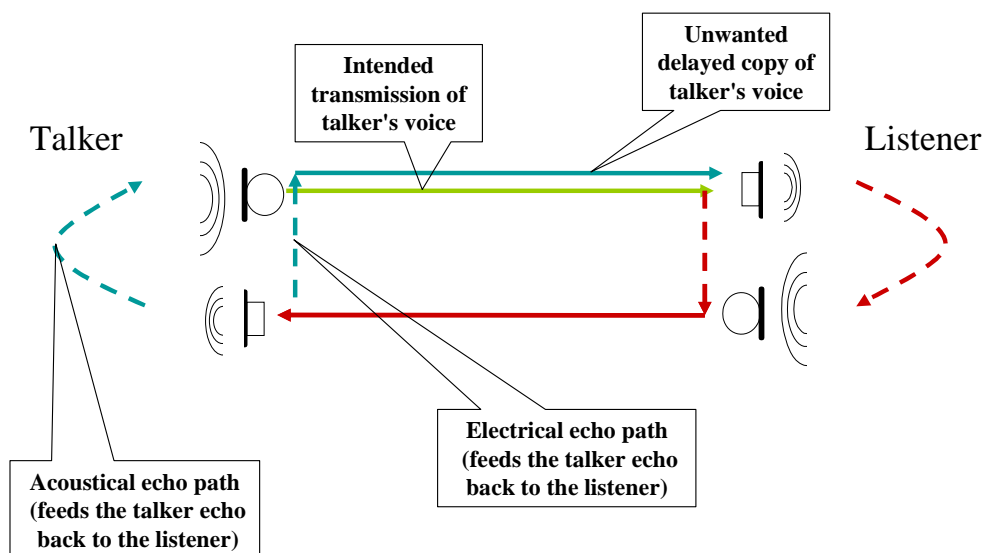 Intended
transmission of
talker's voice
Unwanted
delayed copy of
talker's voice
Talker
Listener
Electrical echo path
(feeds the talker echo
back to the listener)
Acoustical echo path
(feeds the talker echo
back to the listener)